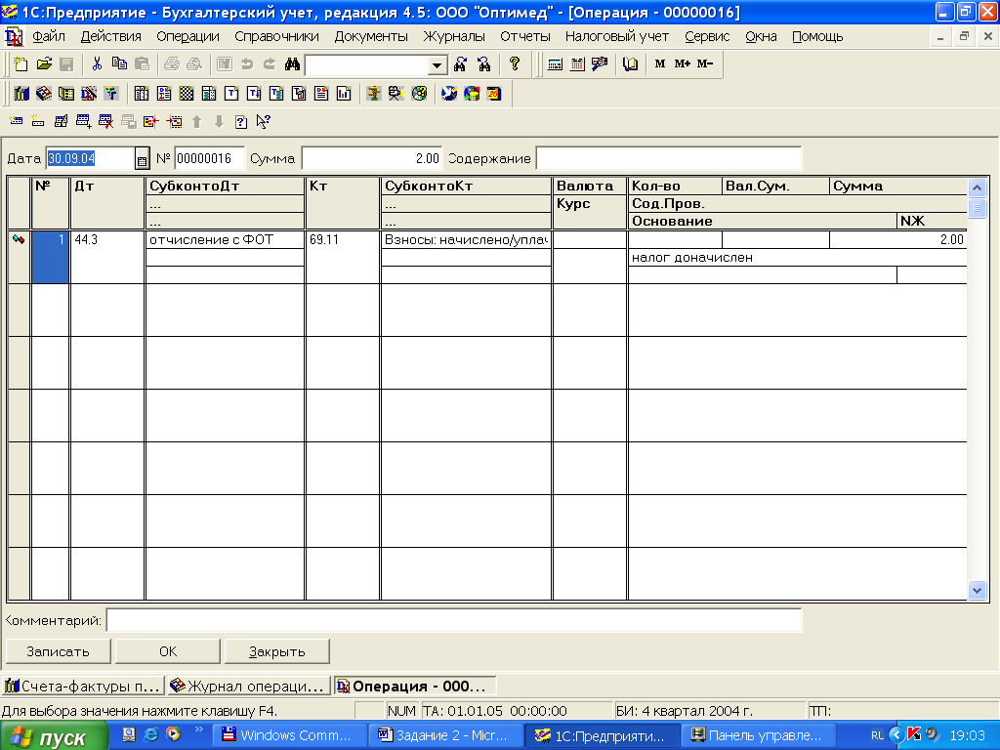 1С:Предприятие - Бухгалтерский учет, редакция 4.5: ООО "Оптимед" - [Операция - 00000016]
Файл Действия Операции Справочники Документы Журналы Отчеты Налоговый учет Сервис Окна Помощь
M M+ M-
Дата 30.09.04 № 00000016 Сумма 2.00 Содержание
№ Дт СубконтоДт Кт СубконтоКт Валюта Кол-во Вал.Сум. Сумма
... ... Курс Сод.Пров.
... ... Основание NЖ
1 44.3 отчисление с ФОТ 69.11 Взносы: начислено/уплач 2.00
налог доначислен
Комментарий:
Записать OK Закрыть
Счета-фактуры п... Журнал операци... Операция - 000...
Для выбора значения нажмите клавишу F4. NUM ТА: 01.01.05 00:00:00 БИ: 4 квартал 2004 г. ТП:
пуск Windows Comm... Задание 2 - Micr... 1С:Предприяти... Панель управле... RL 19:03